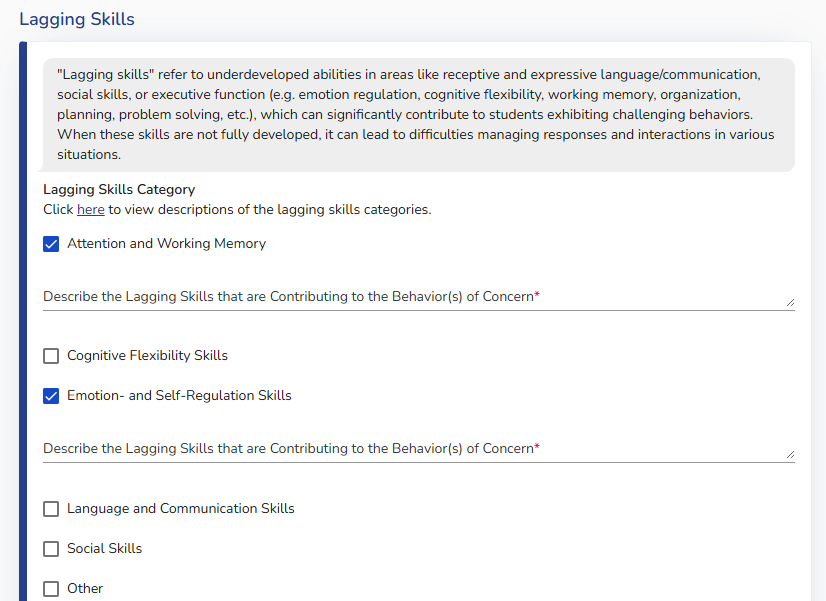 Lagging Skills
"Lagging skills" refer to underdeveloped abilities in areas like receptive and expressive language/communication,
social skills, or executive function (e.g. emotion regulation, cognitive flexibility, working memory, organization,
planning, problem solving, etc.), which can significantly contribute to students exhibiting challenging behaviors.
When these skills are not fully developed, it can lead to difficulties managing responses and interactions in various
situations.
Lagging Skills Category
Click here to view descriptions of the lagging skills categories.
Attention and Working Memory
Describe the Lagging Skills that are Contributing to the Behavior(s) of Concern*
Cognitive Flexibility Skills
Emotion- and Self-Regulation Skills
Describe the Lagging Skills that are Contributing to the Behavior(s) of Concern*
Language and Communication Skills
Social Skills
Other